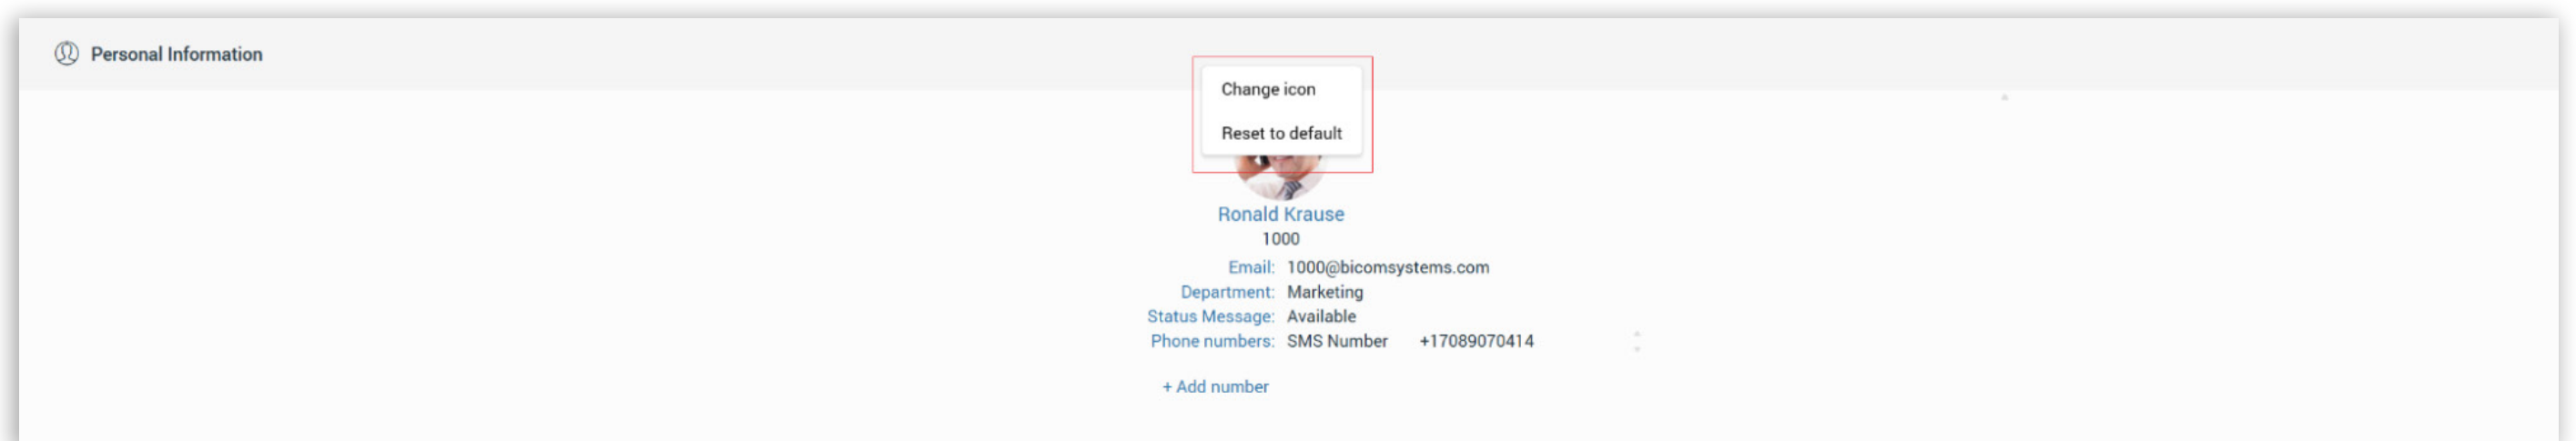 Personal Information
Change icon
Reset to default
Ronald Krause
1000
Email: 1000@bicomsystems.com
Department: Marketing
Status Message: Available
Phone numbers: SMS Number +17089070414
+ Add number